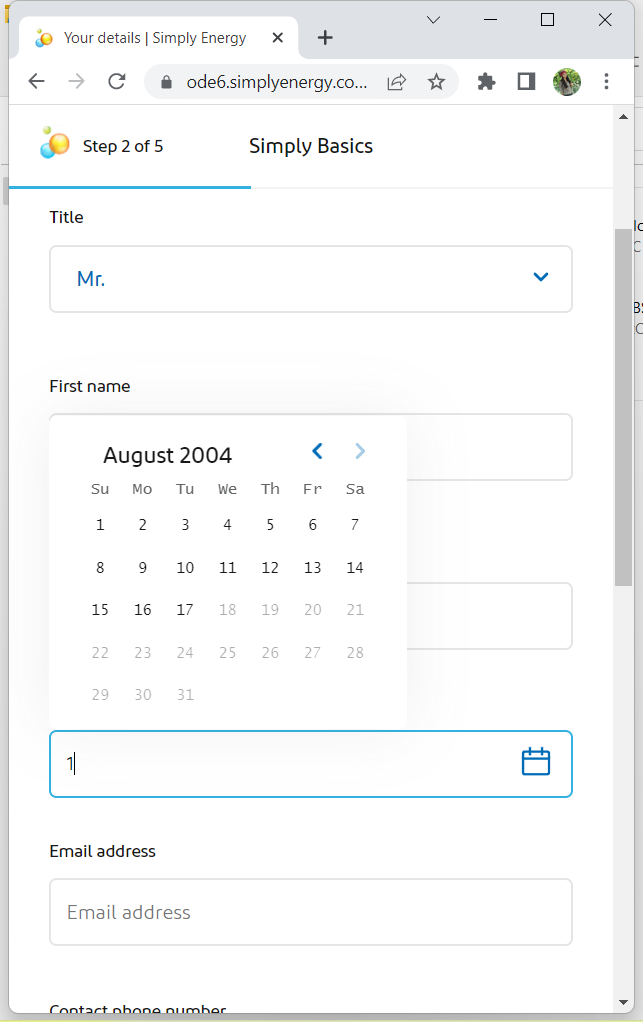 Your details | Simply Energy
ode6.simplyenergy.co...
Step 2 of 5 Simply Basics
Title
Mr.
First name
August 2004
Su Mo Tu We Th Fr Sa
1 2 3 4 5 6 7
8 9 10 11 12 13 14
15 16 17 18 19 20 21
22 23 24 25 26 27 28
29 30 31
1
Email address
Email address
Contact phone number